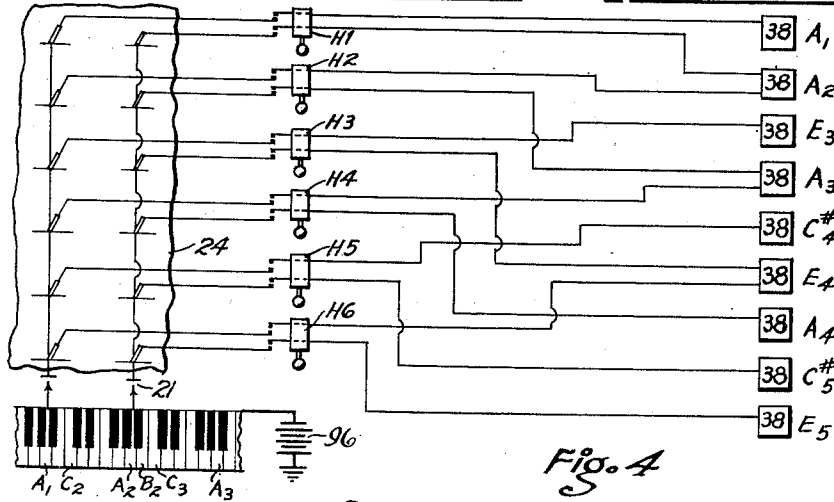 H1
H2
H3
H4
H5
H6
24
21
96
38 A1
38 A2
38 E3
38 A3
38 C#4
38 E4
38 A4
38 C#5
38 E5
A1 C2 A2 B2 C3 A3
Fig. 4